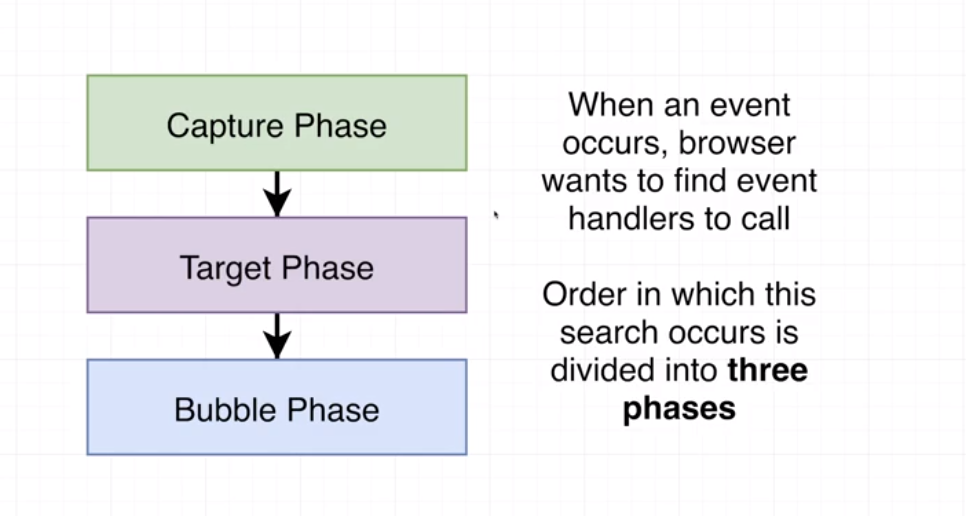 Capture Phase
Target Phase
Bubble Phase
When an event
occurs, browser
wants to find event
handlers to call
Order in which this
search occurs is
divided into three
phases